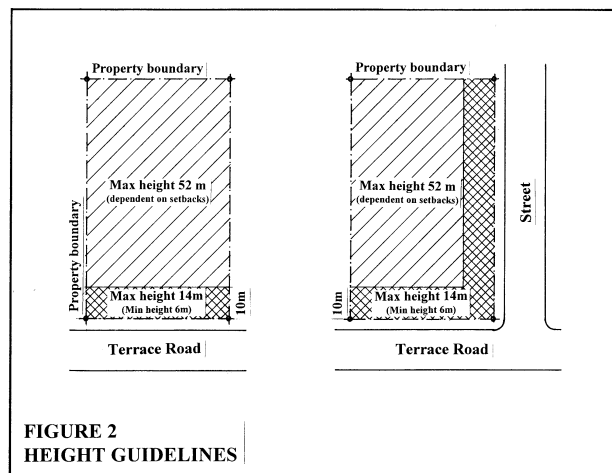 Property boundary
Max height 52 m
(dependent on setbacks)
Property boundary
Max height 14m
(Min height 6m)
10m
Terrace Road
Property boundary
Max height 52 m
(dependent on setbacks)
Street
10m
Max height 14m
(Min height 6m)
Terrace Road
FIGURE 2
HEIGHT GUIDELINES